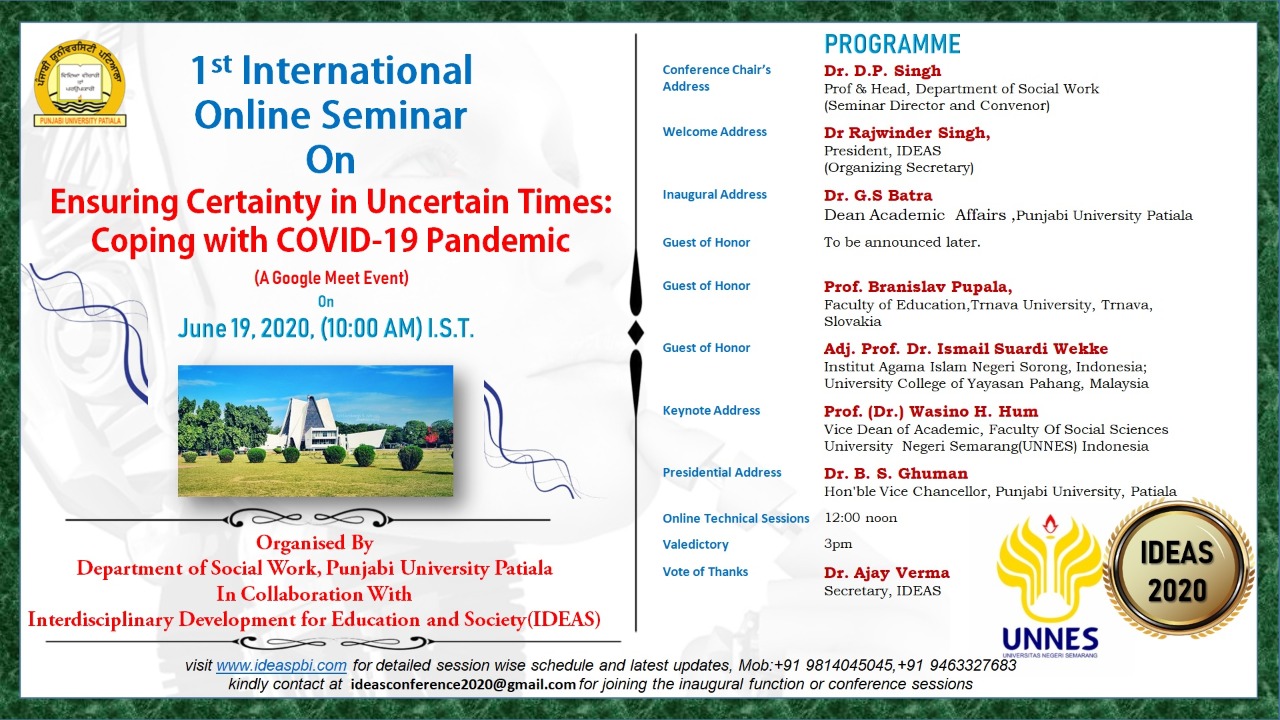 ਪੰਜਾਬੀ ਯੂਨੀਵਰਸਿਟੀ ਪਟਿਆਲਾ
ਵਿਦਿਆ ਵੀਚਾਰੀ
ਤਾਂ
ਪਰਉਪਕਾਰੀ
PUNJABI UNIVERSITY PATIALA
1st International
Online Seminar
On
Ensuring Certainty in Uncertain Times:
Coping with COVID-19 Pandemic
(A Google Meet Event)
On
June 19, 2020, (10:00 AM) I.S.T.
Organised By
Department of Social Work, Punjabi University Patiala
In Collaboration With
Interdisciplinary Development for Education and Society(IDEAS)
PROGRAMME
Conference Chair's Address
Dr. D.P. Singh
Prof & Head, Department of Social Work
(Seminar Director and Convenor)
Welcome Address
Dr Rajwinder Singh,
President, IDEAS
(Organizing Secretary)
Inaugural Address
Dr. G.S Batra
Dean Academic Affairs ,Punjabi University Patiala
Guest of Honor
To be announced later.
Guest of Honor
Prof. Branislav Pupala,
Faculty of Education,Trnava University, Trnava,
Slovakia
Guest of Honor
Adj. Prof. Dr. Ismail Suardi Wekke
Institut Agama Islam Negeri Sorong, Indonesia;
University College of Yayasan Pahang, Malaysia
Keynote Address
Prof. (Dr.) Wasino H. Hum
Vice Dean of Academic, Faculty Of Social Sciences
University Negeri Semarang(UNNES) Indonesia
Presidential Address
Dr. B. S. Ghuman
Hon'ble Vice Chancellor, Punjabi University, Patiala
Online Technical Sessions
12:00 noon
Valedictory
3pm
Vote of Thanks
Dr. Ajay Verma
Secretary, IDEAS
UNNES
UNIVERSITAS NEGERI SEMARANG
IDEAS
2020
visit www.ideaspbi.com for detailed session wise schedule and latest updates, Mob:+91 9814045045,+91 9463327683
kindly contact at ideasconference2020@gmail.com for joining the inaugural function or conference sessions